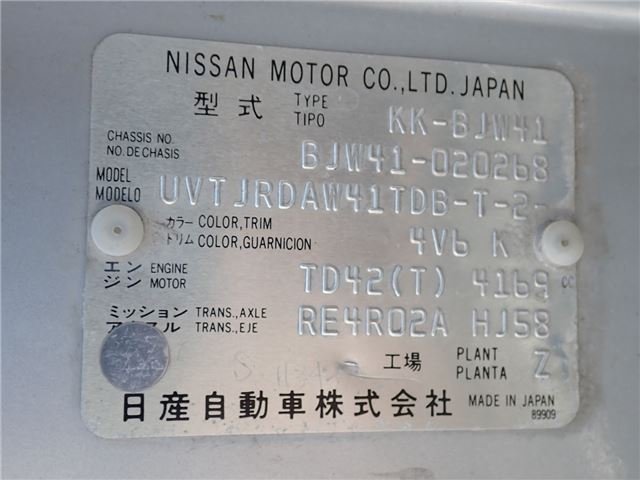 NISSAN MOTOR CO.,LTD. JAPAN
型式 TYPE TIPO KK-BJW41
CHASSIS NO. NO. DE CHASIS BJW41-020268
MODEL MODELO UVTJRDAW41TDB-T-2-
カラー COLOR,TRIM
トリム COLOR,GUARNICION 4V6 K
エン ENGINE
ジン MOTOR TD42(T) 4169 CC
ミッション TRANS.,AXLE
アクスル TRANS.,EJE RE4R02A HJ58
工場 PLANT PLANTA Z
日産自動車株式会社 MADE IN JAPAN
89909